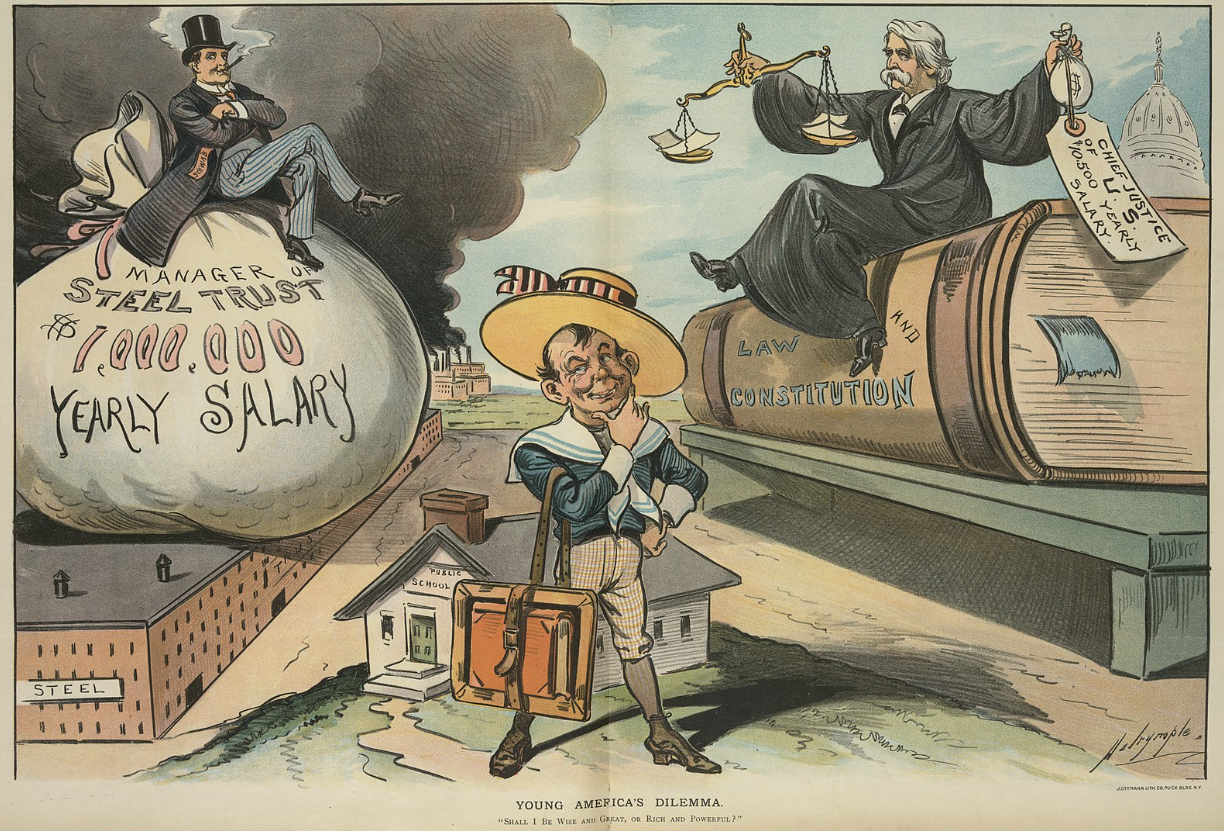 SCHWAB
MANAGER OF
STEEL TRUST
$1,000.000
YEARLY SALARY
STEEL
PUBLIC
SCHOOL
LAW
AND
CONSTITUTION
$
CHIEF JUSTICE
OF U.S. YEARLY
$10.500 SALARY.
Dalrymple
J.OTTMANN LITH. CO. PUCK BLDG. N.Y.
YOUNG AMERICA'S DILEMMA.
"SHALL I BE WISE AND GREAT, OR RICH AND POWERFUL?"